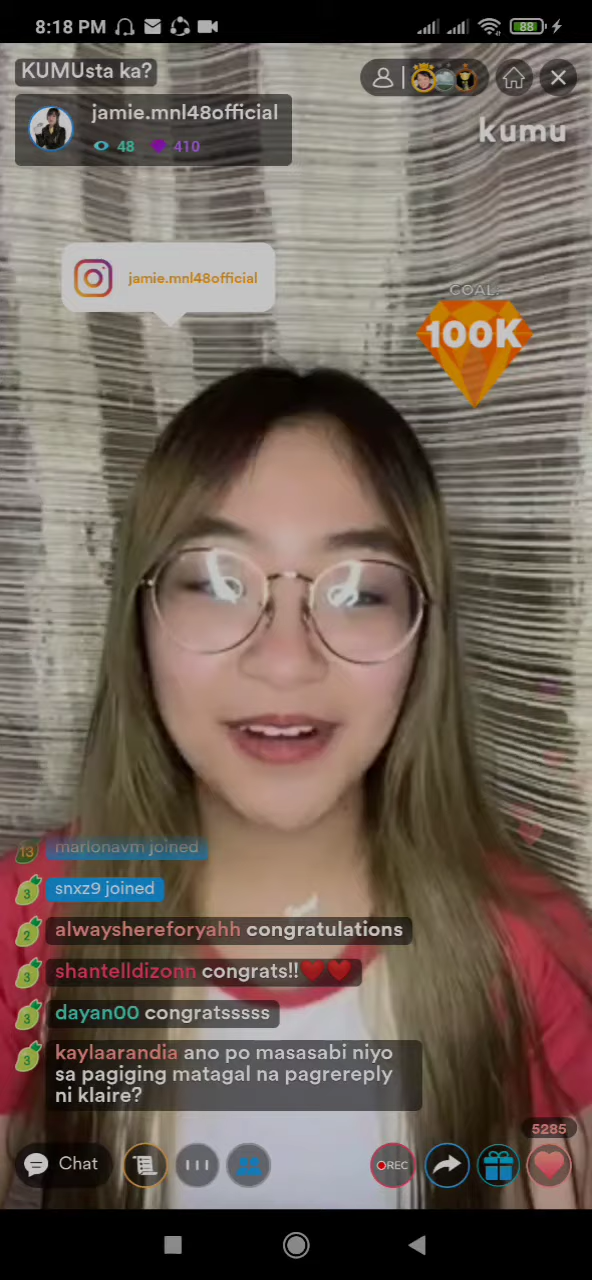 8:18 PM
88
KUMUsta ka?
jamie.mnl48official
48 410
kumu
jamie.mnl48official
GOAL:
100K
13 marlonavm joined
3 snxz9 joined
2 alwayshereforyahh congratulations
3 shantelldizonn congrats!!❤️❤️
3 dayan00 congratsssss
3 kaylaarandia ano po masasabi niyo
sa pagiging matagal na pagrereply
ni klaire?
5285
Chat
REC